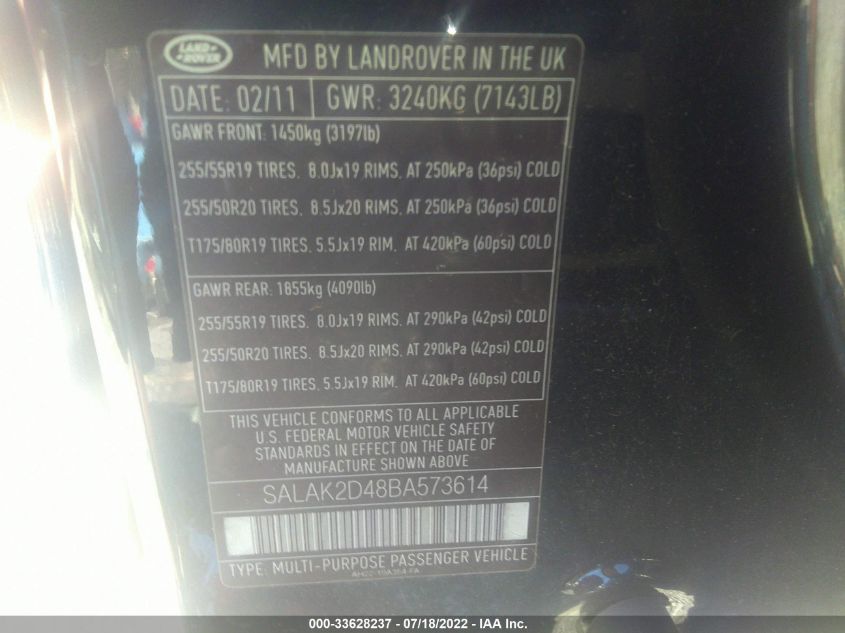 LAND ROVER
MFD BY LANDROVER IN THE UK
DATE: 02/11 GWR: 3240KG (7143LB)
GAWR FRONT: 1450kg (3197lb)
255/55R19 TIRES. 8.0Jx19 RIMS. AT 250kPa (36psi) COLD
255/50R20 TIRES. 8.5Jx20 RIMS. AT 250kPa (36psi) COLD
T175/80R19 TIRES. 5.5Jx19 RIM. AT 420kPa (60psi) COLD
GAWR REAR: 1855kg (4090lb)
255/55R19 TIRES. 8.0Jx19 RIMS. AT 290kPa (42psi) COLD
255/50R20 TIRES. 8.5Jx20 RIMS. AT 290kPa (42psi) COLD
T175/80R19 TIRES. 5.5Jx19 RIM. AT 420kPa (60psi) COLD
THIS VEHICLE CONFORMS TO ALL APPLICABLE
U.S. FEDERAL MOTOR VEHICLE SAFETY
STANDARDS IN EFFECT ON THE DATE OF
MANUFACTURE SHOWN ABOVE
SALAK2D48BA573614
TYPE: MULTI-PURPOSE PASSENGER VEHICLE
000-33628237 - 07/18/2022 - IAA Inc.